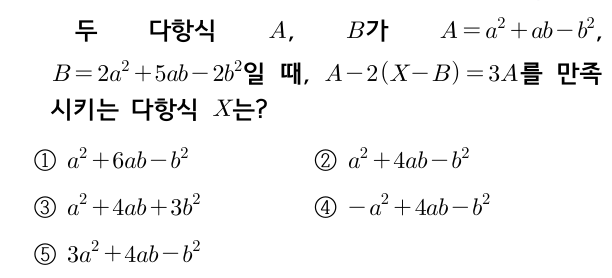 두 다항식 $A$, $B$가 $A=a^2+ab-b^2$,
$B=2a^2+5ab-2b^2$일 때, $A-2(X-B)=3A$를 만족
시키는 다항식 $X$는?
① $a^2+6ab-b^2$ ② $a^2+4ab-b^2$
③ $a^2+4ab+3b^2$ ④ $-a^2+4ab-b^2$
⑤ $3a^2+4ab-b^2$